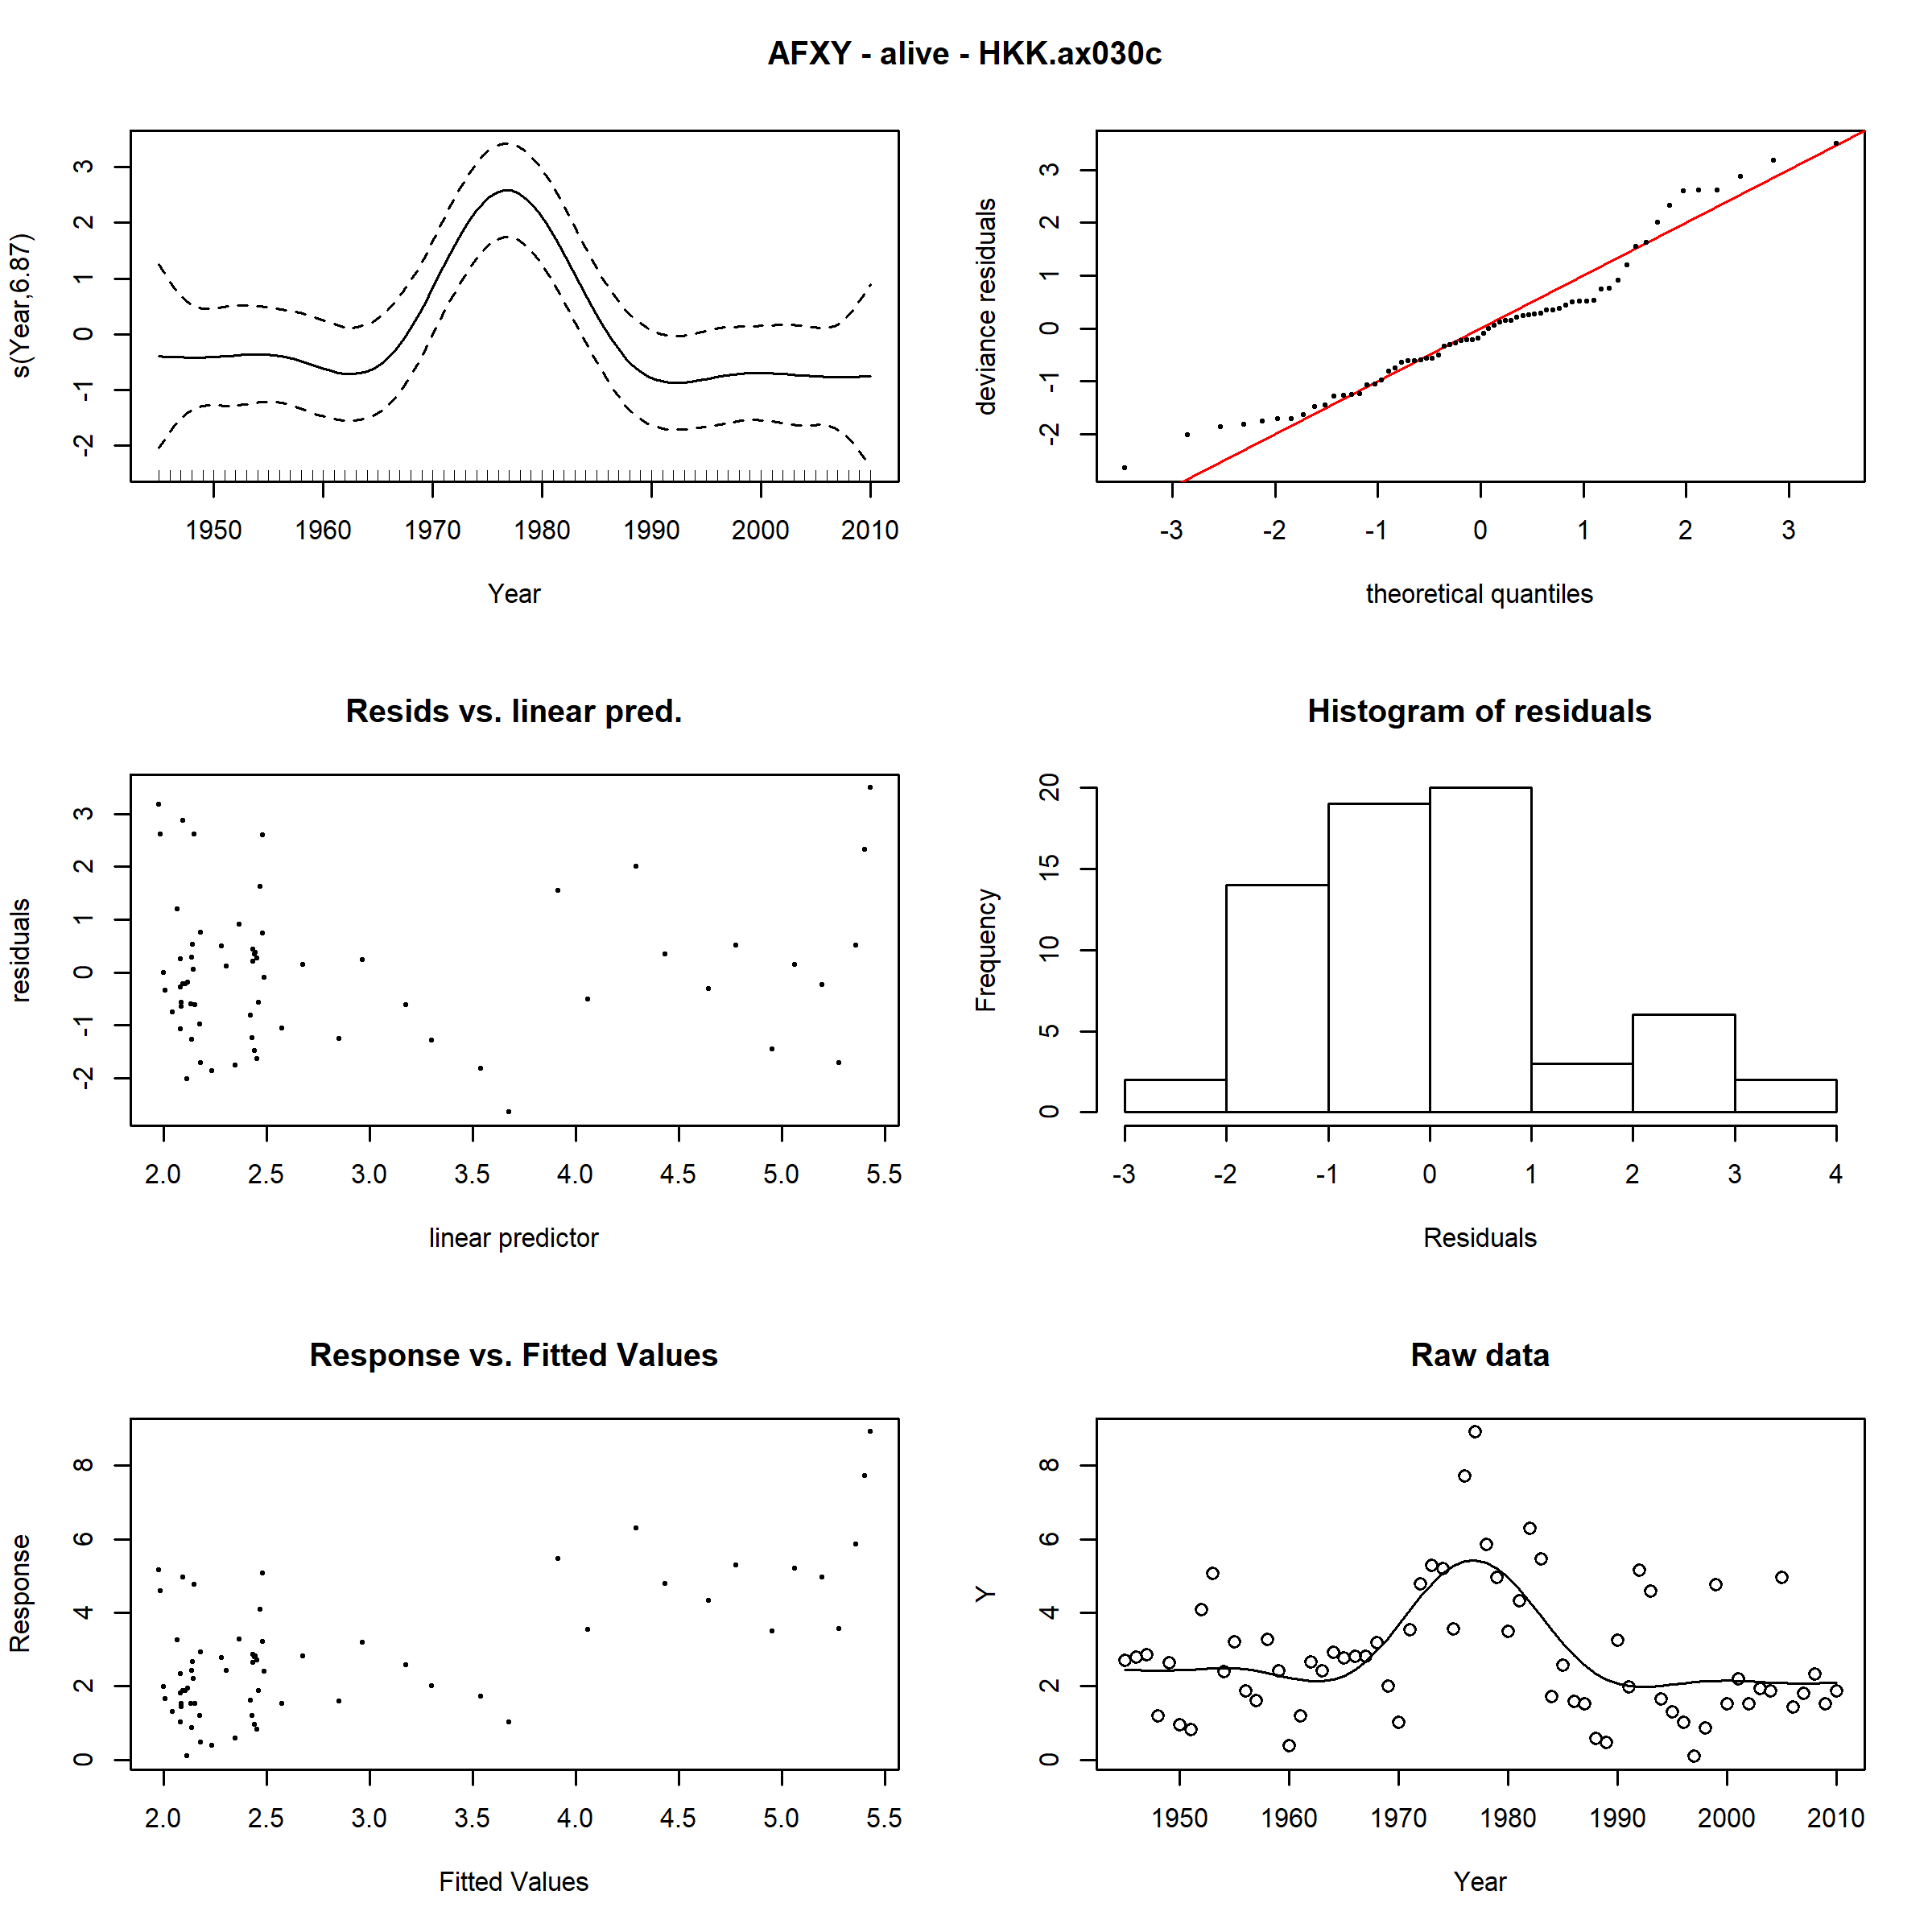 AFXY - alive - HKK.ax030c
s(Year,6.87)
3
2
1
0
-1
-2
1950 1960 1970 1980 1990 2000 2010
Year
deviance residuals
3
2
1
0
-1
-2
-3 -2 -1 0 1 2 3
theoretical quantiles
Resids vs. linear pred.
residuals
3
2
1
0
-1
-2
2.0 2.5 3.0 3.5 4.0 4.5 5.0 5.5
linear predictor
Histogram of residuals
Frequency
20
15
10
5
0
-3 -2 -1 0 1 2 3 4
Residuals
Response vs. Fitted Values
Response
8
6
4
2
0
2.0 2.5 3.0 3.5 4.0 4.5 5.0 5.5
Fitted Values
Raw data
Y
8
6
4
2
0
1950 1960 1970 1980 1990 2000 2010
Year